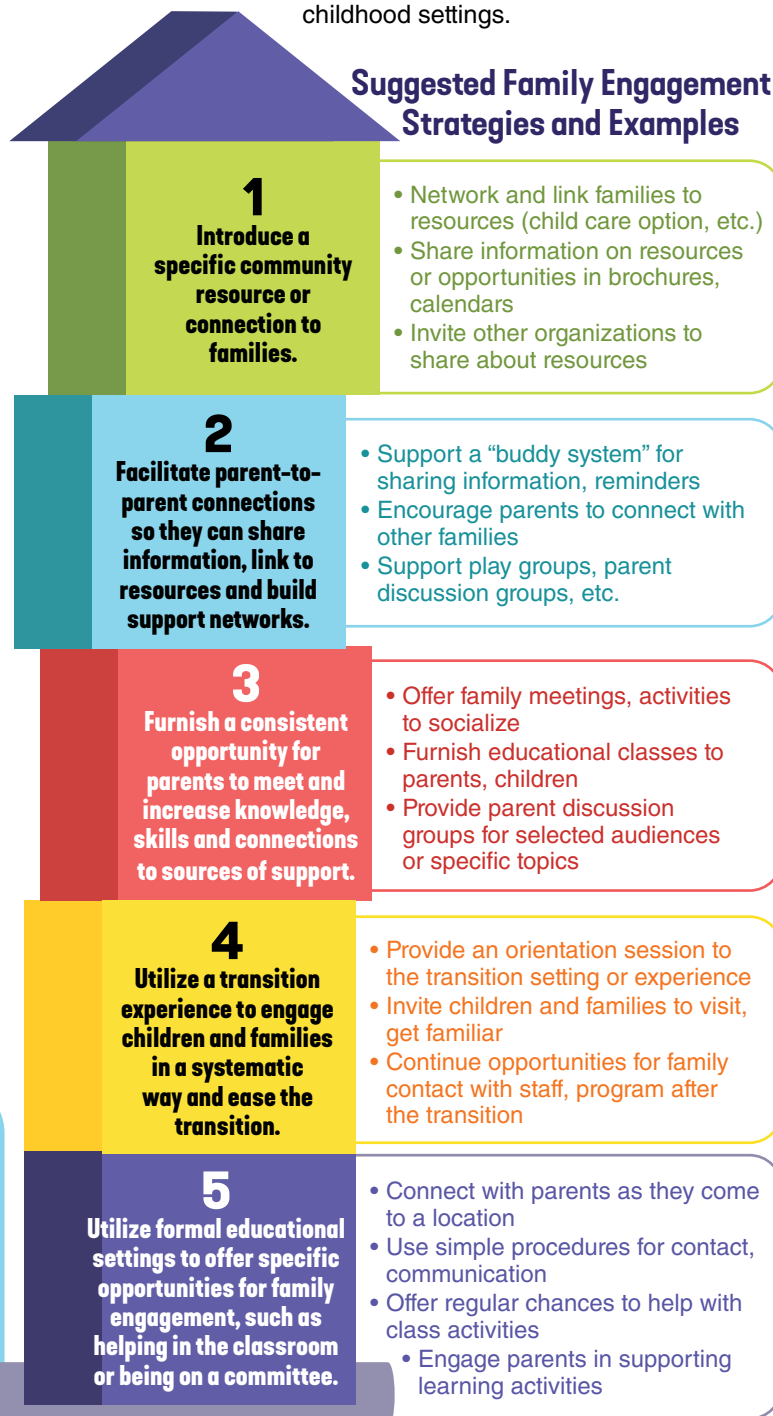 childhood settings.
Suggested Family Engagement
Strategies and Examples
1
Introduce a
specific community
resource or
connection to
families.
• Network and link families to
resources (child care option, etc.)
• Share information on resources
or opportunities in brochures,
calendars
• Invite other organizations to
share about resources
2
Facilitate parent-to-
parent connections
so they can share
information, link to
resources and build
support networks.
• Support a “buddy system” for
sharing information, reminders
• Encourage parents to connect with
other families
• Support play groups, parent
discussion groups, etc.
3
Furnish a consistent
opportunity for
parents to meet and
increase knowledge,
skills and connections
to sources of support.
• Offer family meetings, activities
to socialize
• Furnish educational classes to
parents, children
• Provide parent discussion
groups for selected audiences
or specific topics
4
Utilize a transition
experience to engage
children and families
in a systematic
way and ease the
transition.
• Provide an orientation session to
the transition setting or experience
• Invite children and families to visit,
get familiar
• Continue opportunities for family
contact with staff, program after
the transition
5
Utilize formal educational
settings to offer specific
opportunities for family
engagement, such as
helping in the classroom
or being on a committee.
• Connect with parents as they come
to a location
• Use simple procedures for contact,
communication
• Offer regular chances to help with
class activities
• Engage parents in supporting
learning activities